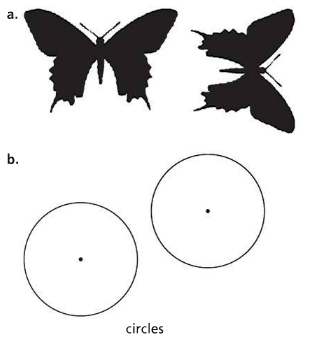 a.
b.
circles